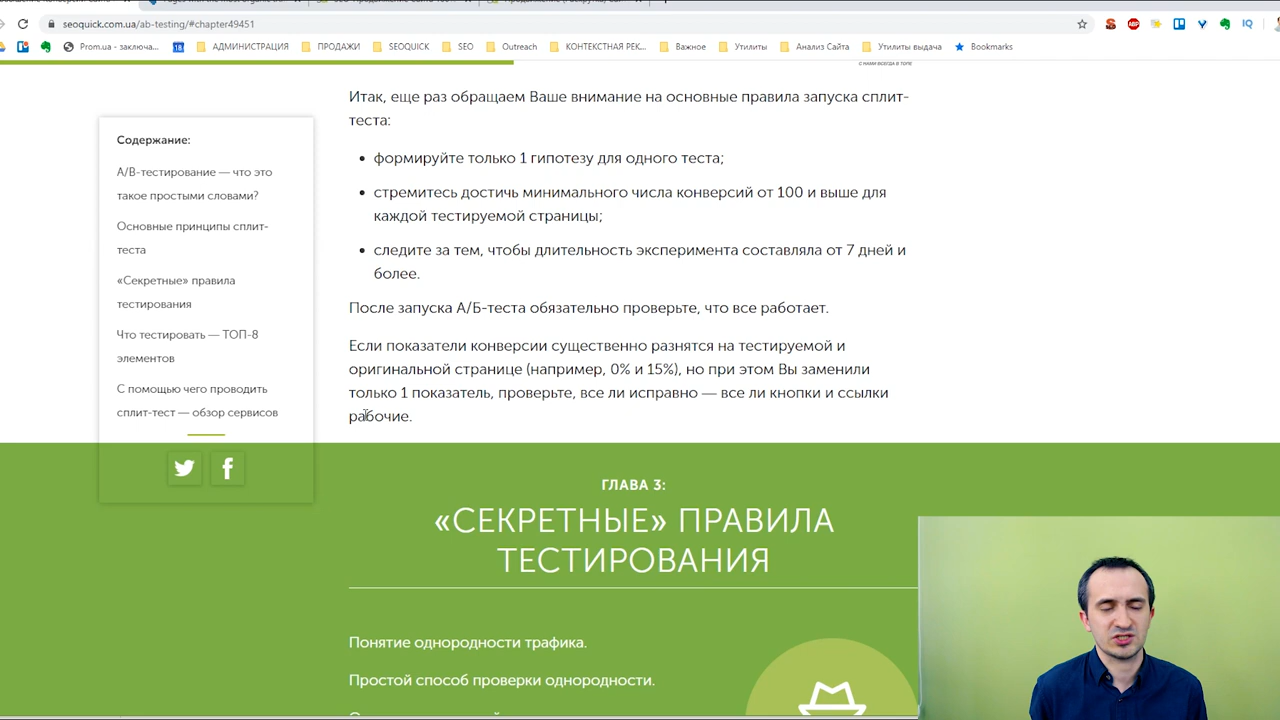 seoquick.com.ua/ab-testing/#chapter49451
Prom.ua - заключа...
18
АДМИНИСТРАЦИЯ
ПРОДАЖИ
SEOQUICK
SEO
Outreach
КОНТЕКСТНАЯ РЕК...
Важное
Утилиты
Анализ Сайта
Утилиты выдача
Bookmarks
ABP
IQ
С НАМИ ВСЕГДА В ТОПЕ
Содержание:
A/B-тестирование — что это
такое простыми словами?
Основные принципы сплит-
теста
«Секретные» правила
тестирования
Что тестировать — ТОП-8
элементов
С помощью чего проводить
сплит-тест — обзор сервисов
Итак, еще раз обращаем Ваше внимание на основные правила запуска сплит-
теста:
• формируйте только 1 гипотезу для одного теста;
• стремитесь достичь минимального числа конверсий от 100 и выше для
каждой тестируемой страницы;
• следите за тем, чтобы длительность эксперимента составляла от 7 дней и
более.
После запуска А/Б-теста обязательно проверьте, что все работает.
Если показатели конверсии существенно разнятся на тестируемой и
оригинальной странице (например, 0% и 15%), но при этом Вы заменили
только 1 показатель, проверьте, все ли исправно — все ли кнопки и ссылки
рабочие.
ГЛАВА 3:
«СЕКРЕТНЫЕ» ПРАВИЛА
ТЕСТИРОВАНИЯ
Понятие однородности трафика.
Простой способ проверки однородности.